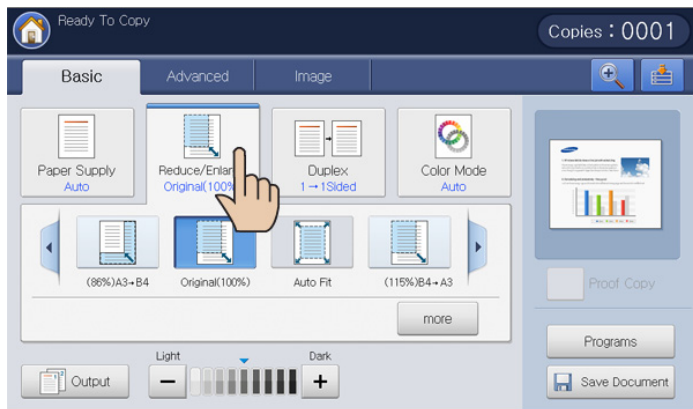 Ready To Copy
Copies : 0001
Basic
Advanced
Image
Paper Supply
Auto
Reduce/Enlar
Original(100%
Duplex
1→1Sided
Color Mode
Auto
(86%)A3→B4
Original(100%)
Auto Fit
(115%)B4→A3
more
Proof Copy
Programs
Save Document
Output
Light
Dark